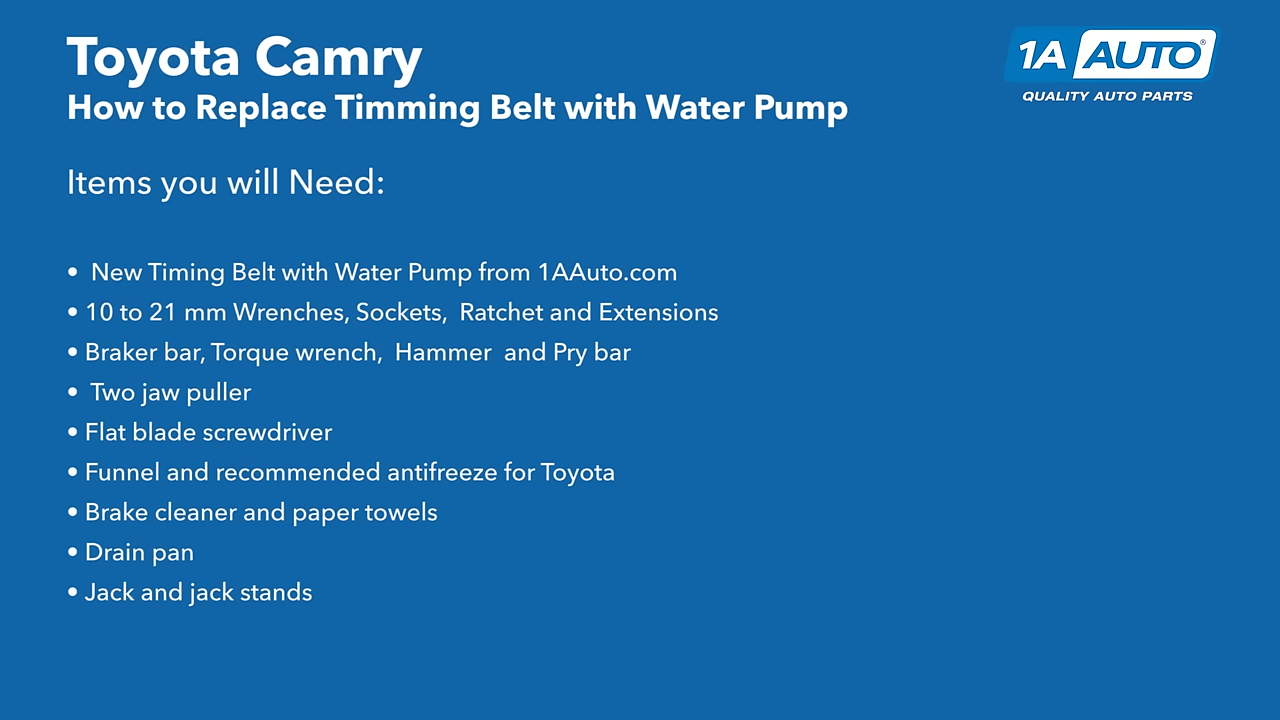 Toyota Camry
How to Replace Timming Belt with Water Pump
1A AUTO®
QUALITY AUTO PARTS
Items you will Need:
• New Timing Belt with Water Pump from 1AAuto.com
• 10 to 21 mm Wrenches, Sockets, Ratchet and Extensions
• Braker bar, Torque wrench, Hammer and Pry bar
• Two jaw puller
• Flat blade screwdriver
• Funnel and recommended antifreeze for Toyota
• Brake cleaner and paper towels
• Drain pan
• Jack and jack stands